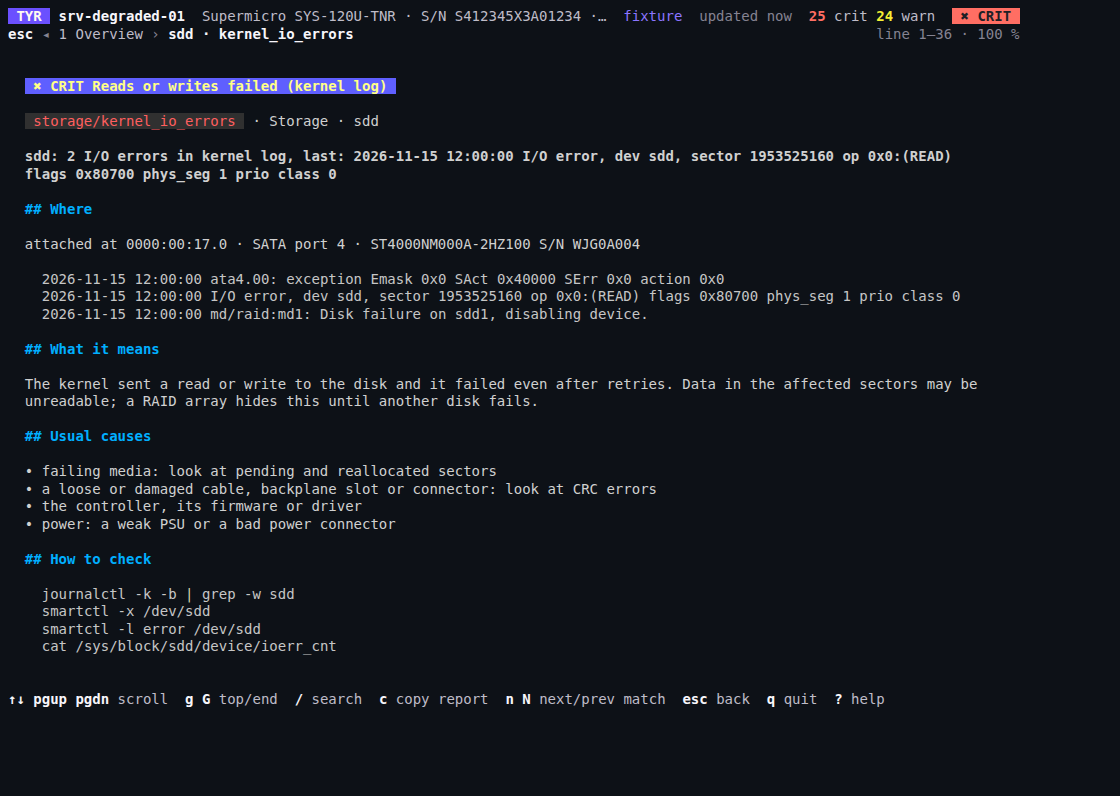 TYR srv-degraded-01 Supermicro SYS-120U-TNR · S/N S412345X3A01234 ·… fixture updated now 25 crit 24 warn ✖ CRIT
esc ◂ 1 Overview › sdd · kernel_io_errors line 1–36 · 100 %
✖ CRIT Reads or writes failed (kernel log)
storage/kernel_io_errors · Storage · sdd
sdd: 2 I/O errors in kernel log, last: 2026-11-15 12:00:00 I/O error, dev sdd, sector 1953525160 op 0x0:(READ)
flags 0x80700 phys_seg 1 prio class 0
## Where
attached at 0000:00:17.0 · SATA port 4 · ST4000NM000A-2HZ100 S/N WJG0A004
2026-11-15 12:00:00 ata4.00: exception Emask 0x0 SAct 0x40000 SErr 0x0 action 0x0
2026-11-15 12:00:00 I/O error, dev sdd, sector 1953525160 op 0x0:(READ) flags 0x80700 phys_seg 1 prio class 0
2026-11-15 12:00:00 md/raid:md1: Disk failure on sdd1, disabling device.
## What it means
The kernel sent a read or write to the disk and it failed even after retries. Data in the affected sectors may be
unreadable; a RAID array hides this until another disk fails.
## Usual causes
• failing media: look at pending and reallocated sectors
• a loose or damaged cable, backplane slot or connector: look at CRC errors
• the controller, its firmware or driver
• power: a weak PSU or a bad power connector
## How to check
journalctl -k -b | grep -w sdd
smartctl -x /dev/sdd
smartctl -l error /dev/sdd
cat /sys/block/sdd/device/ioerr_cnt
↑↓ pgup pgdn scroll g G top/end / search c copy report n N next/prev match esc back q quit ? help